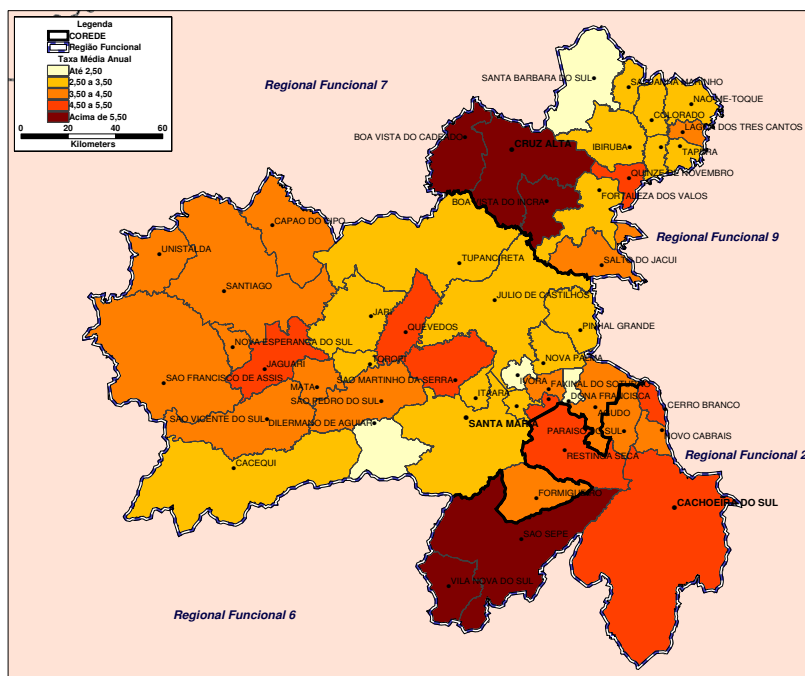 Legenda
COREDE
Região Funcional
Taxa Média Anual
Até 2,50
2,50 a 3,50
3,50 a 4,50
4,50 a 5,50
Acima de 5,50
0 20 40 60
Kilometers
Regional Funcional 7
SANTA BARBARA DO SUL
SALDANHA MARINHO
NAO-ME-TOQUE
COLORADO
LAGOA DOS TRES CANTOS
BOA VISTA DO CADEADO
CRUZ ALTA
IBIRUBA
TAPERA
QUINZE DE NOVEMBRO
BOA VISTA DO INCRA
FORTALEZA DOS VALOS
CAPAO DO CIPO
Regional Funcional 9
UNISTALDA
TUPANCIRETA
SALTO DO JACUI
SANTIAGO
JULIO DE CASTILHOS
JARI
QUEVEDOS
PINHAL GRANDE
NOVA ESPERANCA DO SUL
TOROPI
NOVA PALMA
JAGUARI
SAO FRANCISCO DE ASSIS
SAO MARTINHO DA SERRA
IVORA
FAXINAL DO SOTURNO
MATA
ITAARA
DONA FRANCISCA
SAO PEDRO DO SUL
AGUDO
CERRO BRANCO
SAO VICENTE DO SUL
DILERMANO DE AGUIAR
SANTA MARIA
PARAISO DO SUL
NOVO CABRAIS
RESTINGA SECA
Regional Funcional 2
CACEQUI
FORMIGUEIRO
CACHOEIRA DO SUL
SAO SEPE
VILA NOVA DO SUL
Regional Funcional 6